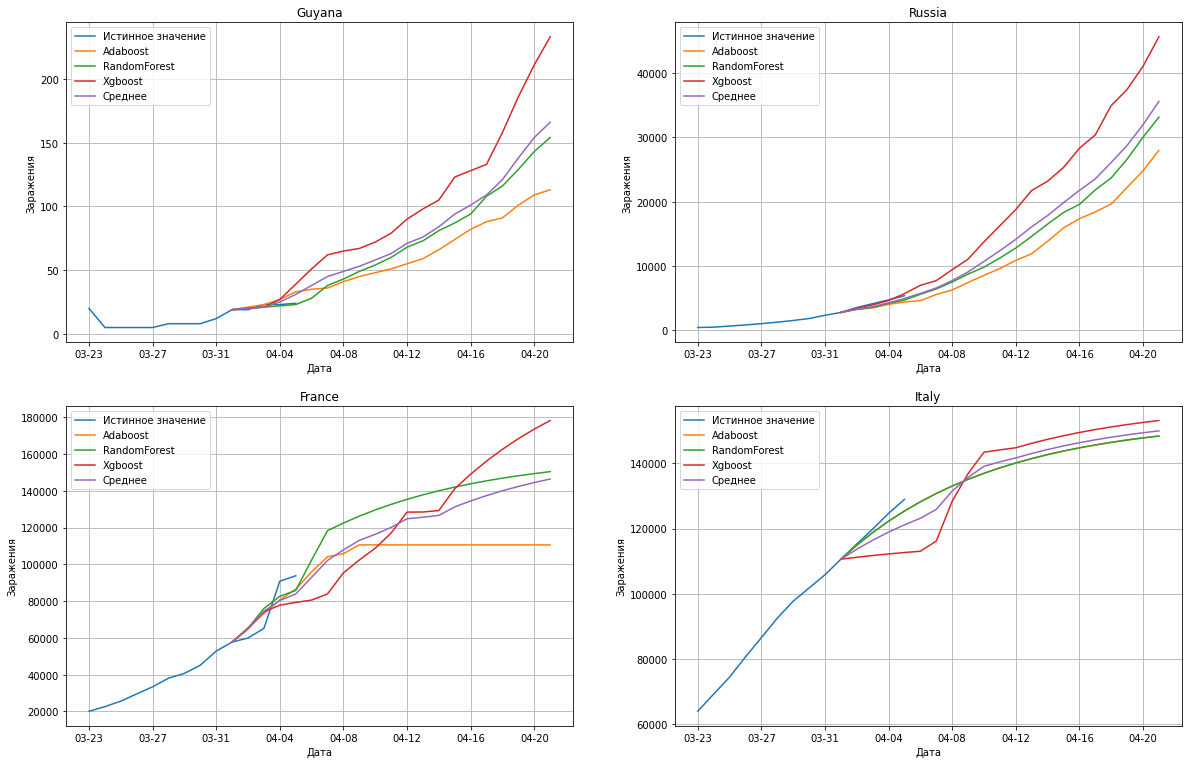 Guyana
Истинное значение
Adaboost
RandomForest
Xgboost
Среднее
Заражения
200
150
100
50
0
03-23 03-27 03-31 04-04 04-08 04-12 04-16 04-20
Дата
Russia
Истинное значение
Adaboost
RandomForest
Xgboost
Среднее
Заражения
40000
30000
20000
10000
0
03-23 03-27 03-31 04-04 04-08 04-12 04-16 04-20
Дата
France
Истинное значение
Adaboost
RandomForest
Xgboost
Среднее
Заражения
180000
160000
140000
120000
100000
80000
60000
40000
20000
03-23 03-27 03-31 04-04 04-08 04-12 04-16 04-20
Дата
Italy
Истинное значение
Adaboost
RandomForest
Xgboost
Среднее
Заражения
140000
120000
100000
80000
60000
03-23 03-27 03-31 04-04 04-08 04-12 04-16 04-20
Дата